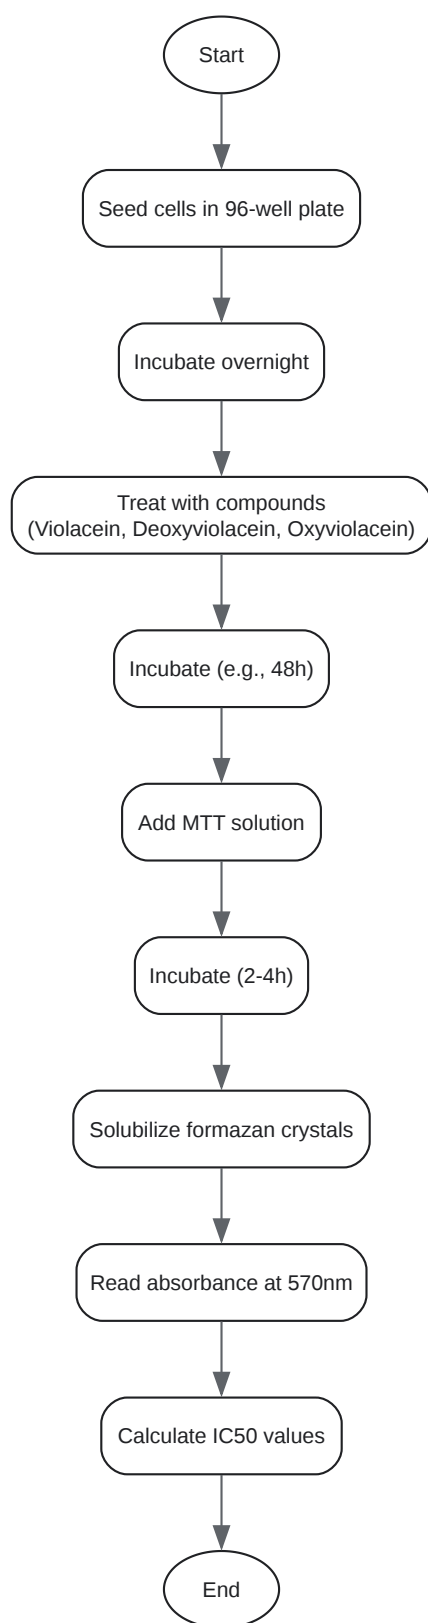 Start
Seed cells in 96-well plate
Incubate overnight
Treat with compounds
(Violacein, Deoxyviolacein, Oxyviolacein)
Incubate (e.g., 48h)
Add MTT solution
Incubate (2-4h)
Solubilize formazan crystals
Read absorbance at 570nm
Calculate IC50 values
End